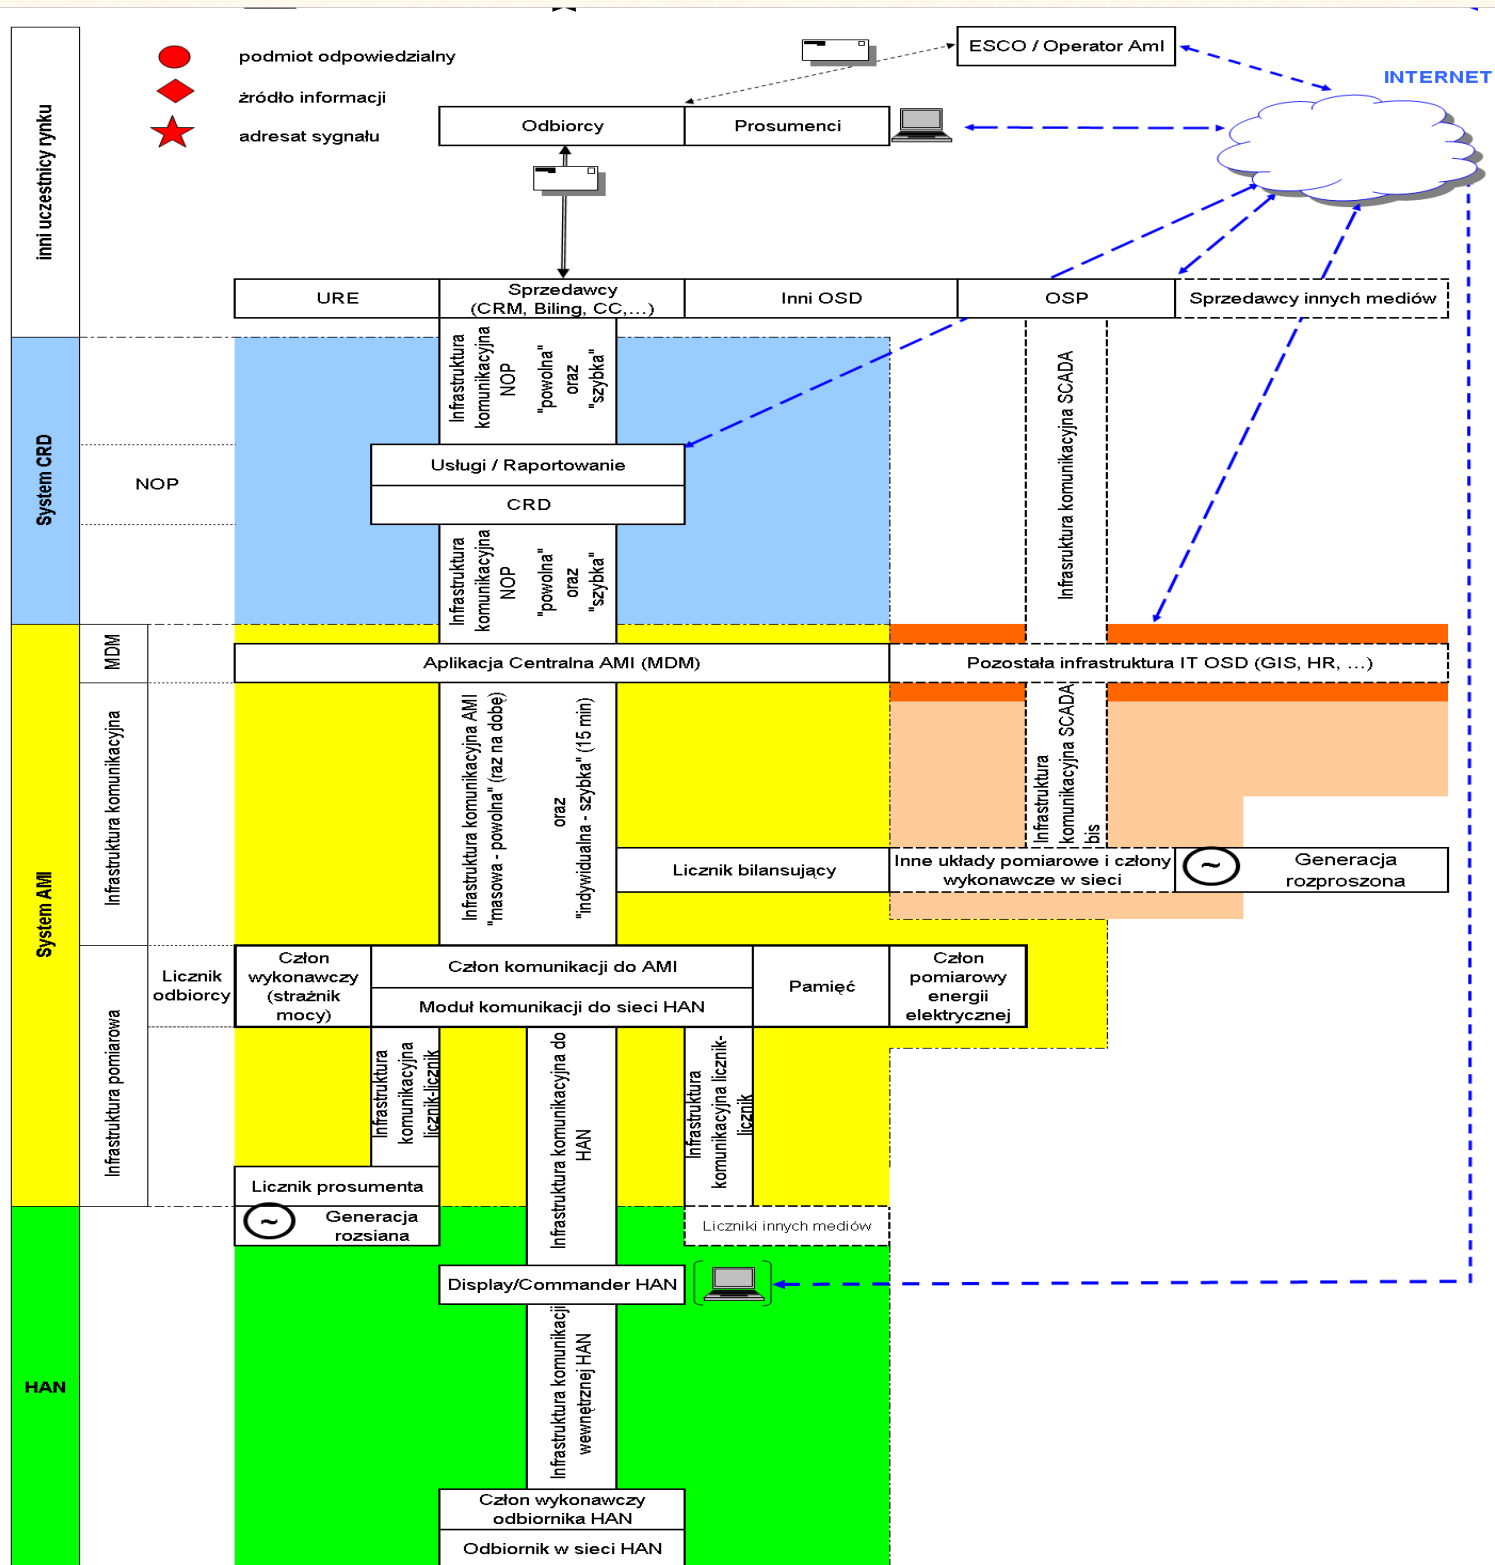 podmiot odpowiedzialny
żródło informacji
adresat sygnału
ESCO / Operator AmI
INTERNET
Odbiorcy
Prosumenci
inni uczestnicy rynku
URE
Sprzedawcy
(CRM, Biling, CC,...)
Inni OSD
OSP
Sprzedawcy innych mediów
Infrastruktura
komunikacyjna
NOP
"powolna"
oraz
"szybka"
Infrasruktura komunikacyjna SCADA
System CRD
NOP
Usługi / Raportowanie
CRD
Infrastruktura
komunikacyjna
NOP
"powolna"
oraz
"szybka"
System AMI
MDM
Aplikacja Centralna AMI (MDM)
Pozostała infrastruktura IT OSD (GIS, HR, ...)
Infrastruktura komunikacyjna
Infrastruktura komunikacyjna AMI
"masowa - powolna" (raz na dobę)
oraz
"indywidualna - szybka" (15 min)
Infrastruktura
komunikacyjna SCADA
bis
Licznik bilansujący
Inne układy pomiarowe i człony
wykonawcze w sieci
~
Generacja
rozproszona
Infrastruktura pomiarowa
Licznik
odbiorcy
Człon
wykonawczy
(strażnik
mocy)
Człon komunikacji do AMI
Moduł komunikacji do sieci HAN
Pamięć
Człon
pomiarowy
energii
elektrycznej
Infrastruktura
komunikacyjna
licznik-licznik
Infrastruktura komunikacyjna do
HAN
Infrastruktura
komunikacyjna licznik-
licznik
Licznik prosumenta
~
Generacja
rozsiana
Liczniki innych mediów
HAN
Display/Commander HAN
Infrastruktura komunikacji
wewnętrznej HAN
Człon wykonawczy
odbiornika HAN
Odbiornik w sieci HAN